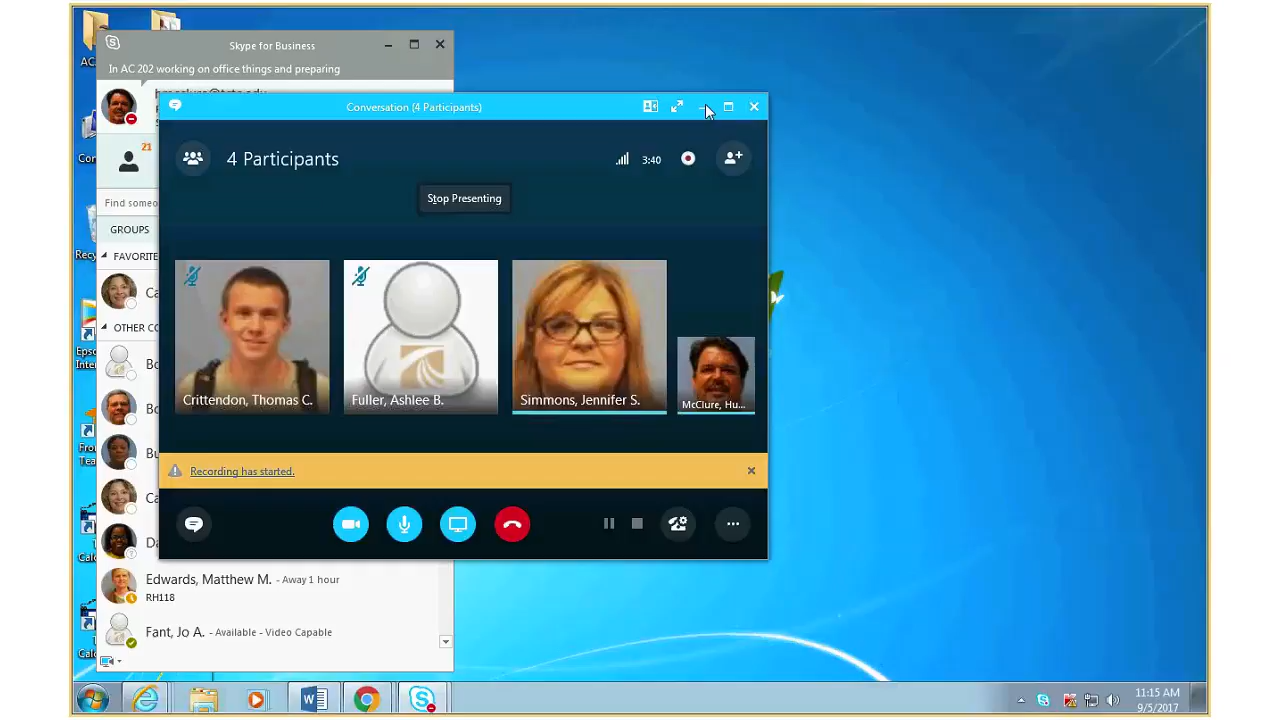 Skype for Business
In AC 202 working on office things and preparing
Conversation (4 Participants)
4 Participants
3:40
21
Stop Presenting
Find someo
GROUPS
FAVORITE
OTHER CO
Crittendon, Thomas C.
Fuller, Ashlee B.
Simmons, Jennifer S.
McClure, Hu...
Recording has started.
Edwards, Matthew M. - Away 1 hour
RH118
Fant, Jo A. - Available - Video Capable
11:15 AM
9/5/2017